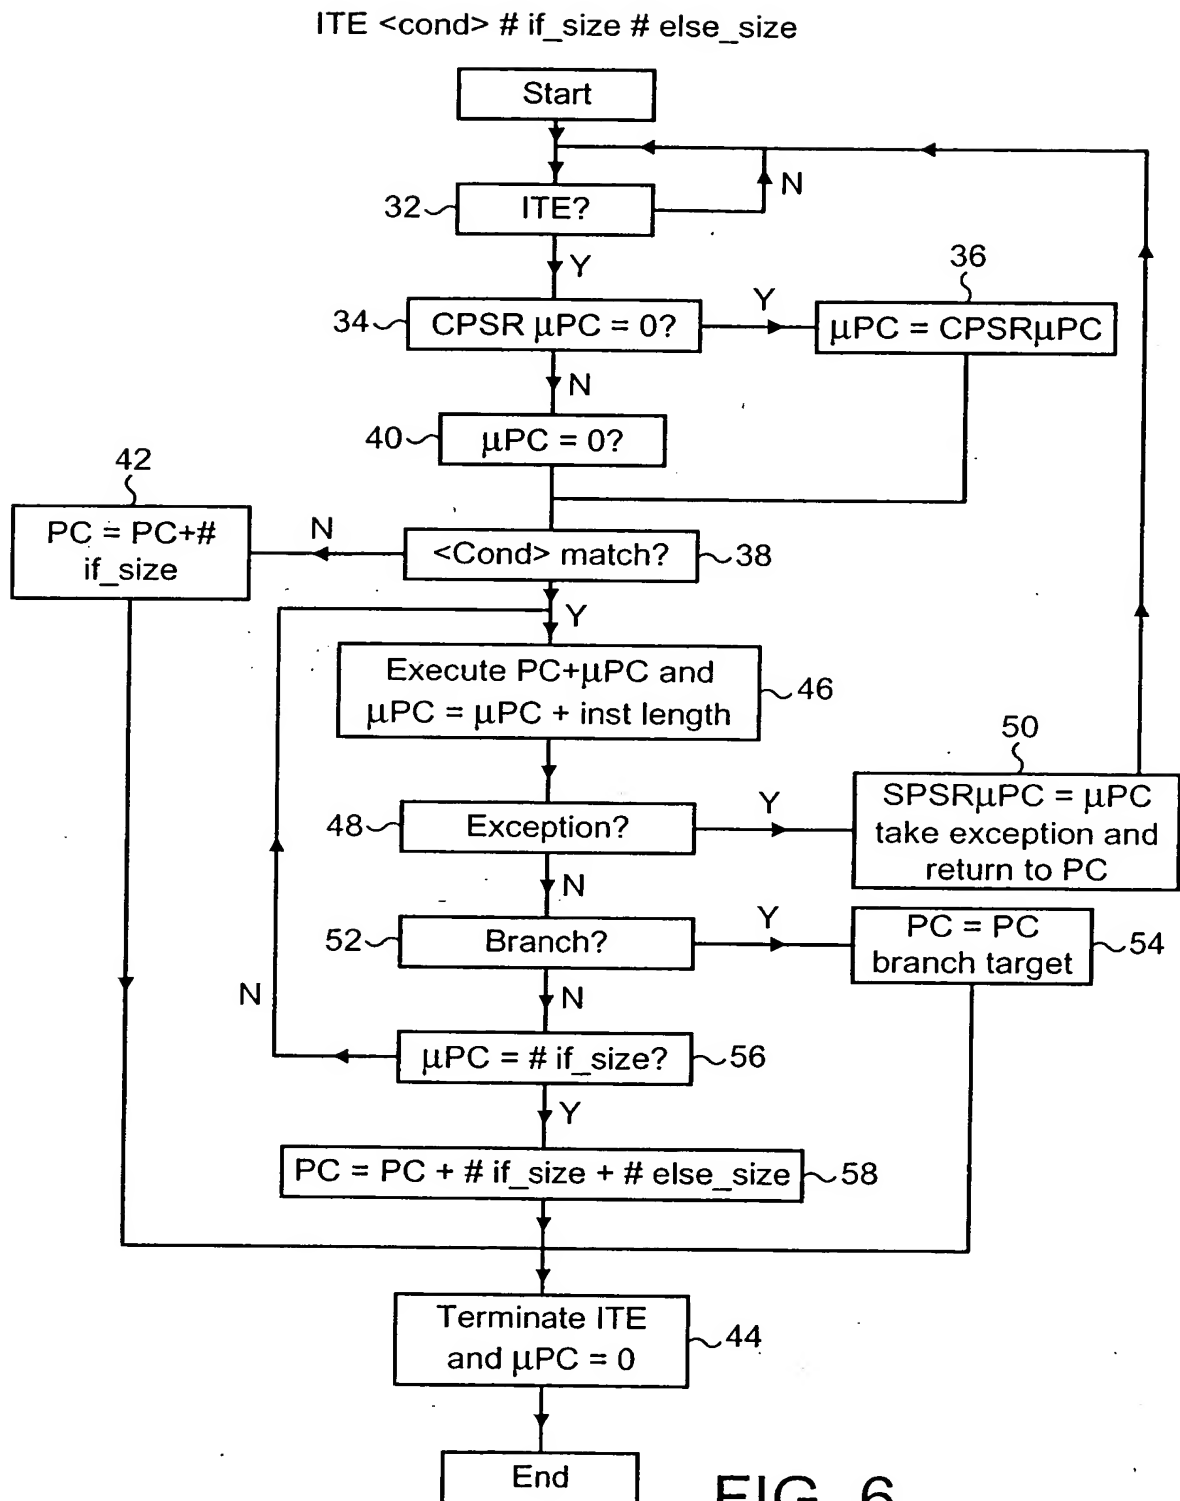 ITE <cond> # if_size # else_size
Start
N
32
ITE?
Y
36
34
CPSR μPC = 0?
Y
μPC = CPSRμPC
N
40
μPC = 0?
42
PC = PC+#
if_size
N
<Cond> match?
38
Y
Execute PC+μPC and
μPC = μPC + inst length
46
50
48
Exception?
Y
SPSRμPC = μPC
take exception and
return to PC
N
52
Branch?
Y
PC = PC
branch target
54
N
N
μPC = # if_size?
56
Y
PC = PC + # if_size + # else_size
58
Terminate ITE
and μPC = 0
44
End
FIG. 6